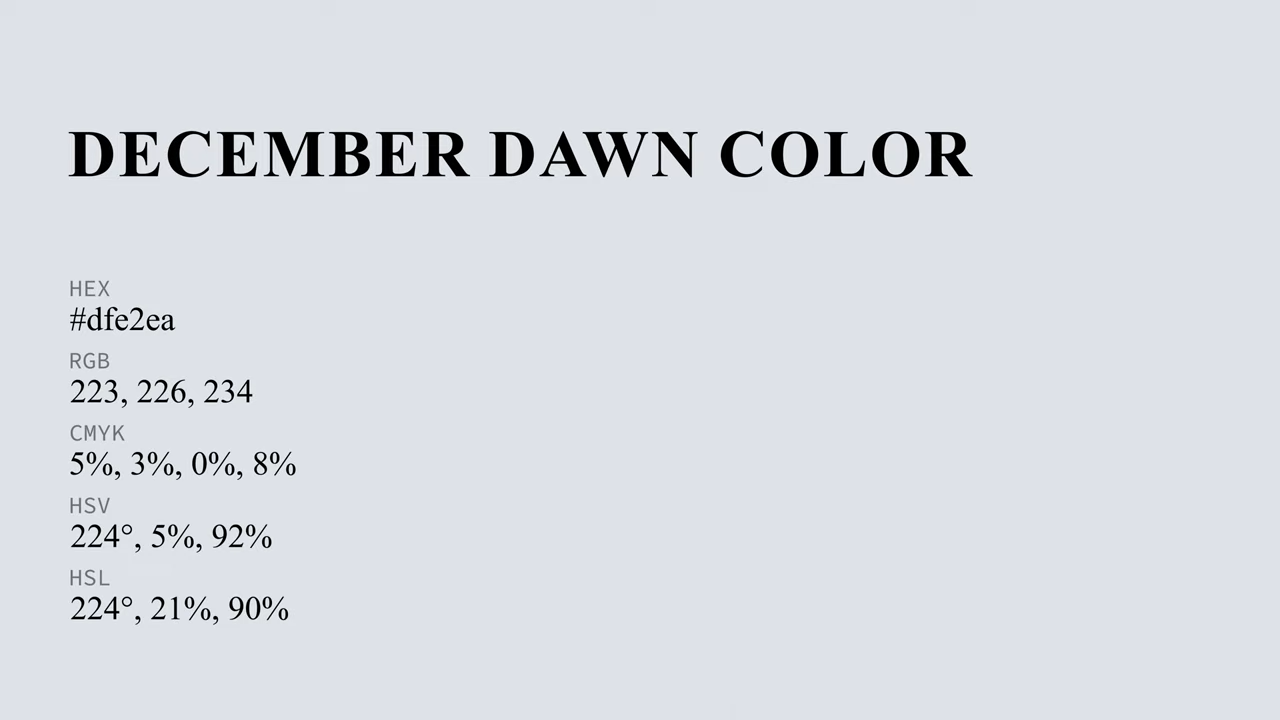 DECEMBER DAWN COLOR
HEX
#dfe2ea
RGB
223, 226, 234
CMYK
5%, 3%, 0%, 8%
HSV
224°, 5%, 92%
HSL
224°, 21%, 90%